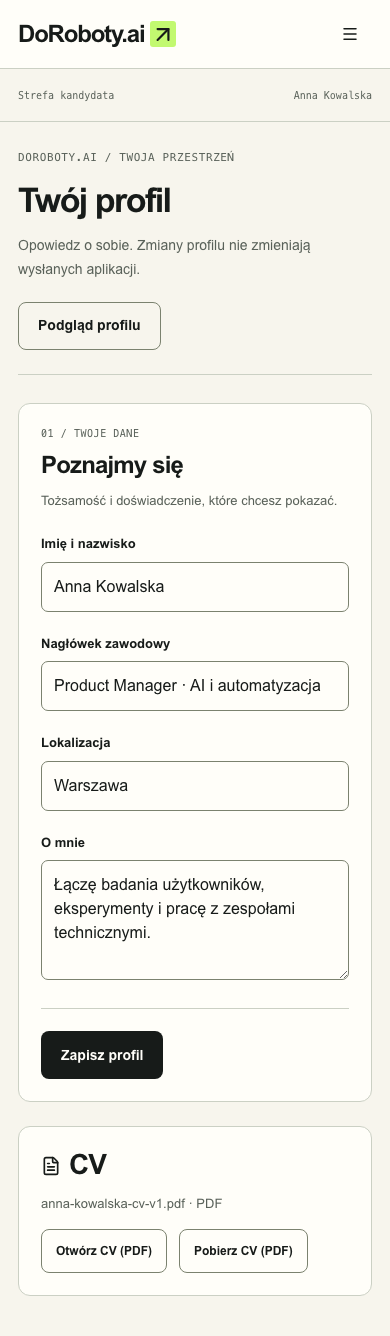 DoRoboty.ai
Strefa kandydata
Anna Kowalska
DOROBOTY.AI / TWOJA PRZESTRZEŃ
Twój profil
Opowiedz o sobie. Zmiany profilu nie zmieniają
wysłanych aplikacji.
Podgląd profilu
01 / TWOJE DANE
Poznajmy się
Tożsamość i doświadczenie, które chcesz pokazać.
Imię i nazwisko
Anna Kowalska
Nagłówek zawodowy
Product Manager · AI i automatyzacja
Lokalizacja
Warszawa
O mnie
Łączę badania użytkowników,
eksperymenty i pracę z zespołami
technicznymi.
Zapisz profil
CV
anna-kowalska-cv-v1.pdf · PDF
Otwórz CV (PDF)
Pobierz CV (PDF)